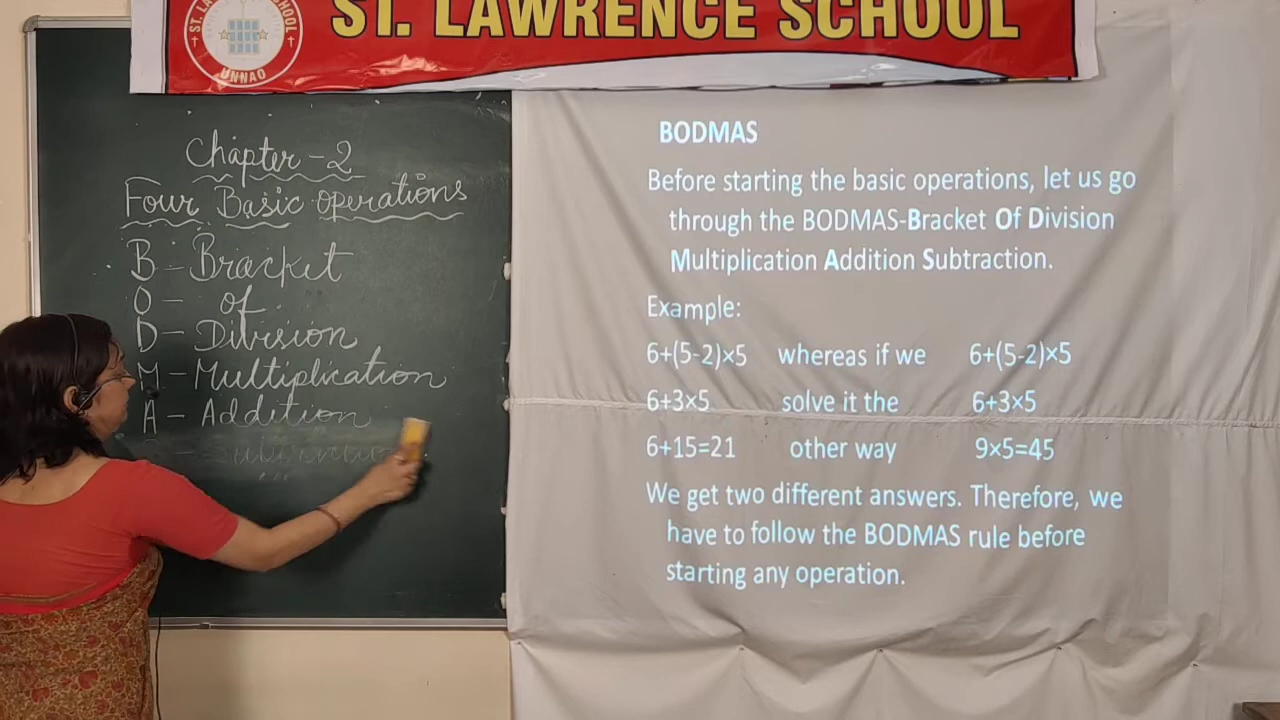 ST. LAWRENCE SCHOOL
UNNAO
Chapter - 2
Four Basic operations
B - Bracket
O - of
D - Division
M - Multiplication
A - Addition
- Subtraction
BODMAS
Before starting the basic operations, let us go
through the BODMAS-Bracket Of Division
Multiplication Addition Subtraction.
Example:
6+(5-2)×5 whereas if we 6+(5-2)×5
6+3×5 solve it the 6+3×5
6+15=21 other way 9×5=45
We get two different answers. Therefore, we
have to follow the BODMAS rule before
starting any operation.